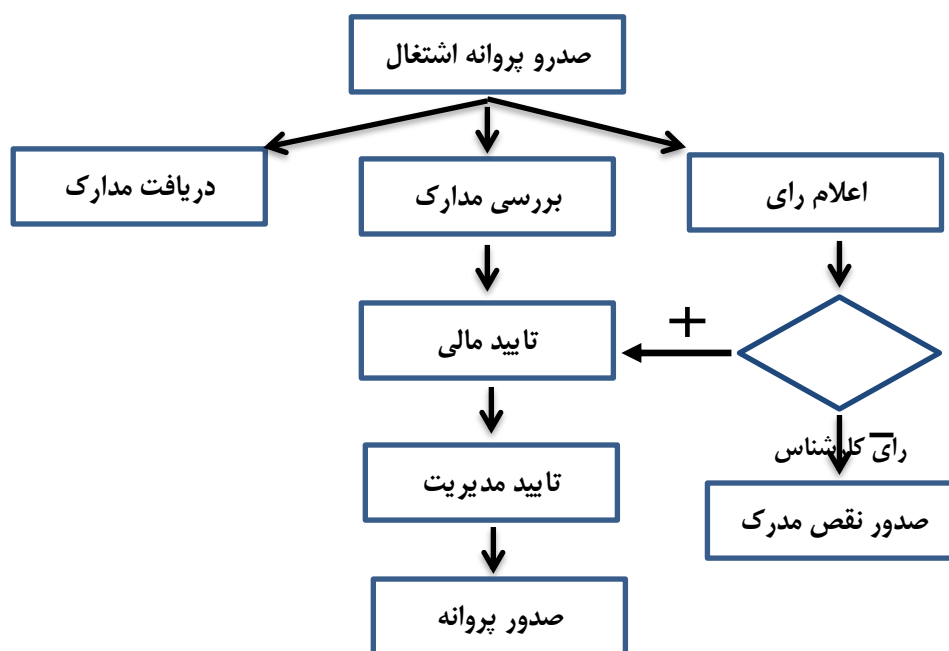 صدرو پروانه اشتغال
اعلام رای
بررسی مدارک
دریافت مدارک
+
تایید مالی
–
رای کارشناس
تایید مدیریت
صدور نقص مدرک
صدور پروانه